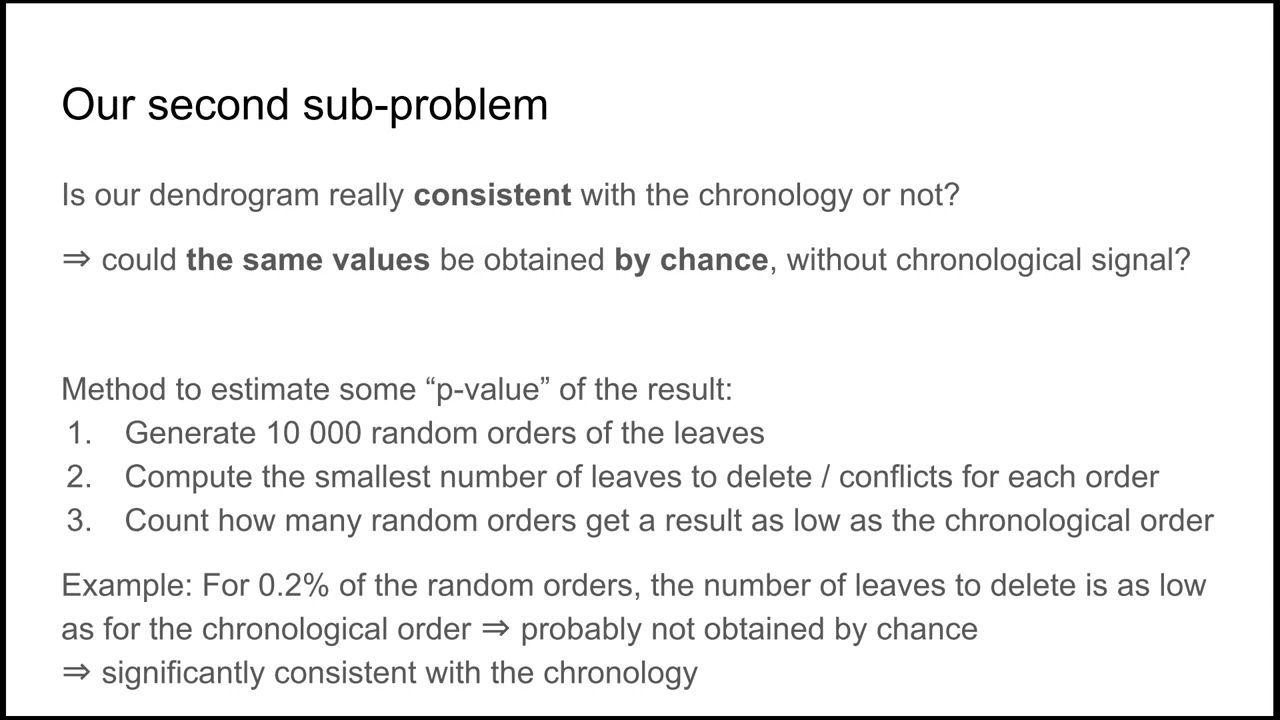 Our second sub-problem
Is our dendrogram really consistent with the chronology or not?
⇒ could the same values be obtained by chance, without chronological signal?
Method to estimate some “p-value” of the result:
1. Generate 10 000 random orders of the leaves
2. Compute the smallest number of leaves to delete / conflicts for each order
3. Count how many random orders get a result as low as the chronological order
Example: For 0.2% of the random orders, the number of leaves to delete is as low
as for the chronological order ⇒ probably not obtained by chance
⇒ significantly consistent with the chronology